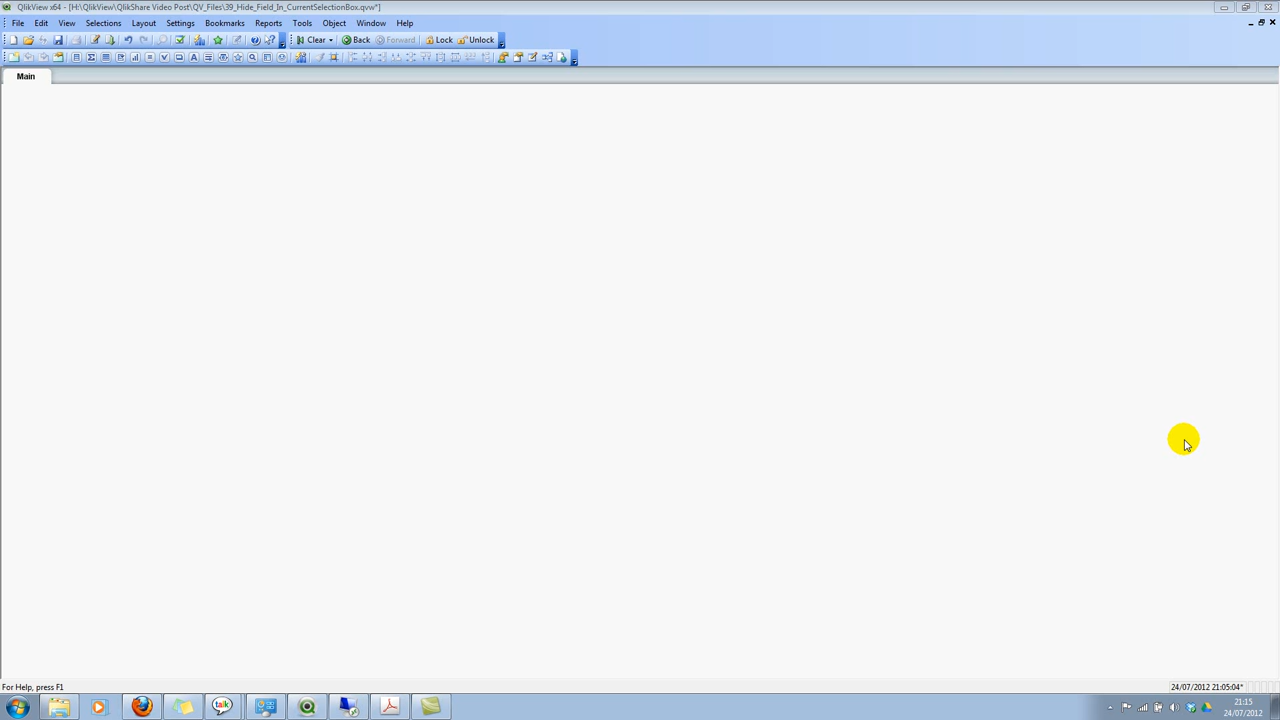 QlikView x64 - [H:\QlikView\QlikShare Video Post\QV_Files\39_Hide_Field_In_CurrentSelectionBox.qvw*]
File Edit View Selections Layout Settings Bookmarks Reports Tools Object Window Help
Clear Back Forward Lock Unlock
Main
For Help, press F1
24/07/2012 21:05:04*
talk
21:15
24/07/2012